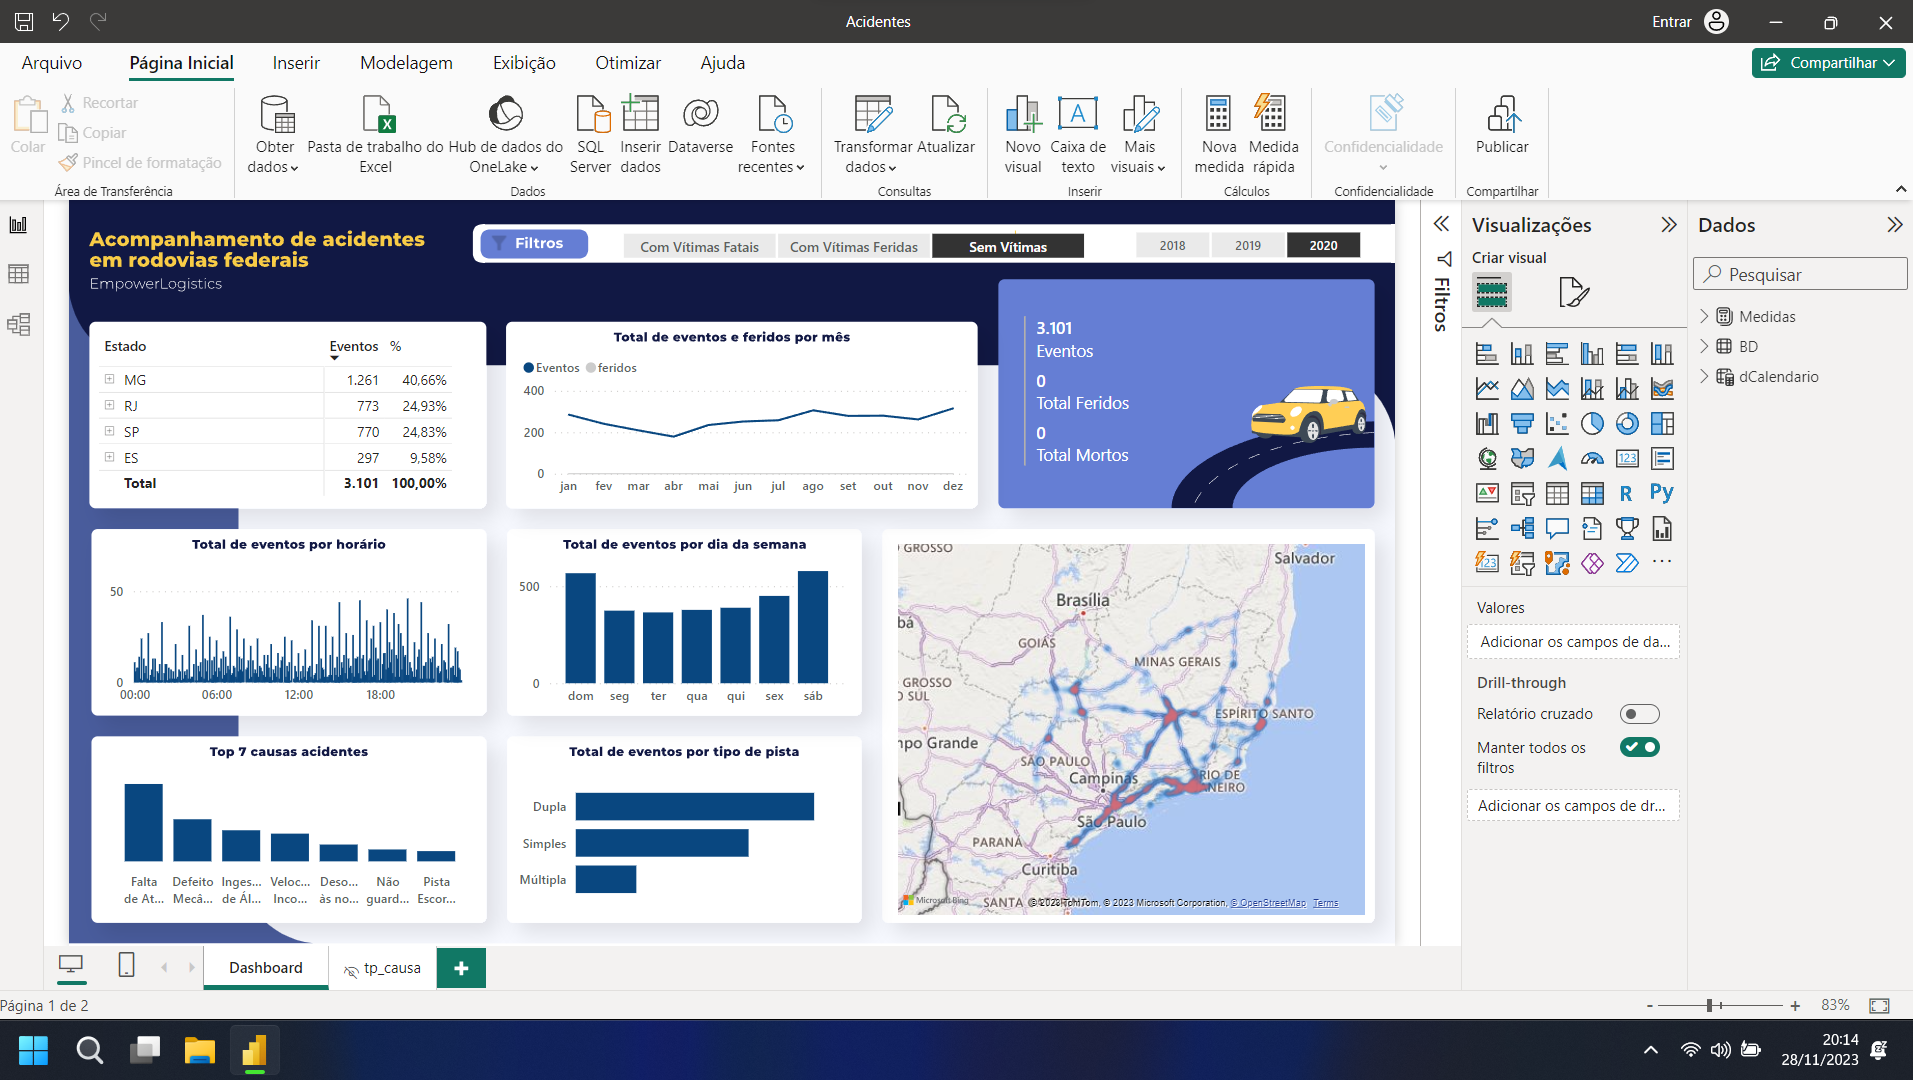 Acidentes
Entrar
Arquivo
Página Inicial
Inserir
Modelagem
Exibição
Otimizar
Ajuda
Compartilhar
Colar
Recortar
Copiar
Pincel de formatação
Área de Transferência
Obter
dados
Pasta de trabalho do
Excel
Hub de dados do
OneLake
SQL
Server
Inserir
dados
Dataverse
Fontes
recentes
Dados
Transformar
dados
Atualizar
Consultas
Novo
visual
Caixa de
texto
Mais
visuais
Inserir
Nova
medida
Medida
rápida
Cálculos
Confidencialidade
Confidencialidade
Publicar
Compartilhar
Acompanhamento de acidentes
em rodovias federais
EmpowerLogistics
Filtros
Com Vítimas Fatais
Com Vítimas Feridas
Sem Vítimas
2018
2019
2020
Estado Eventos %
MG 1.261 40,66%
RJ 773 24,93%
SP 770 24,83%
ES 297 9,58%
Total 3.101 100,00%
Total de eventos e feridos por mês
Eventos feridos
400
200
0
jan fev mar abr mai jun jul ago set out nov dez
3.101
Eventos
0
Total Feridos
0
Total Mortos
Total de eventos por horário
50
0
00:00 06:00 12:00 18:00
Total de eventos por dia da semana
500
0
dom seg ter qua qui sex sáb
Top 7 causas acidentes
Falta Defeito Inges... Veloc... Deso... Não Pista
de At... Mecâ... de Ál... Inco... às no... guard... Escor...
Total de eventos por tipo de pista
Dupla
Simples
Múltipla
GROSSO
Salvador
Brasília
bá
GOIÁS
MINAS GERAIS
GROSSO
O SUL
ESPÍRITO SANTO
mpo Grande
SÃO PAULO
Campinas
RIO DE
NEIRO
São Paulo
PARANÁ
Curitiba
Microsoft Bing
SANTA C
© 2023 TomTom, © 2023 Microsoft Corporation, © OpenStreetMap Terms
Filtros
Visualizações
Criar visual
123
R
Py
123
Valores
Adicionar os campos de da...
Drill-through
Relatório cruzado
Manter todos os
filtros
Adicionar os campos de dr...
Dados
Pesquisar
Medidas
BD
dCalendario
Dashboard
tp_causa
Página 1 de 2
- + 83%
20:14
28/11/2023